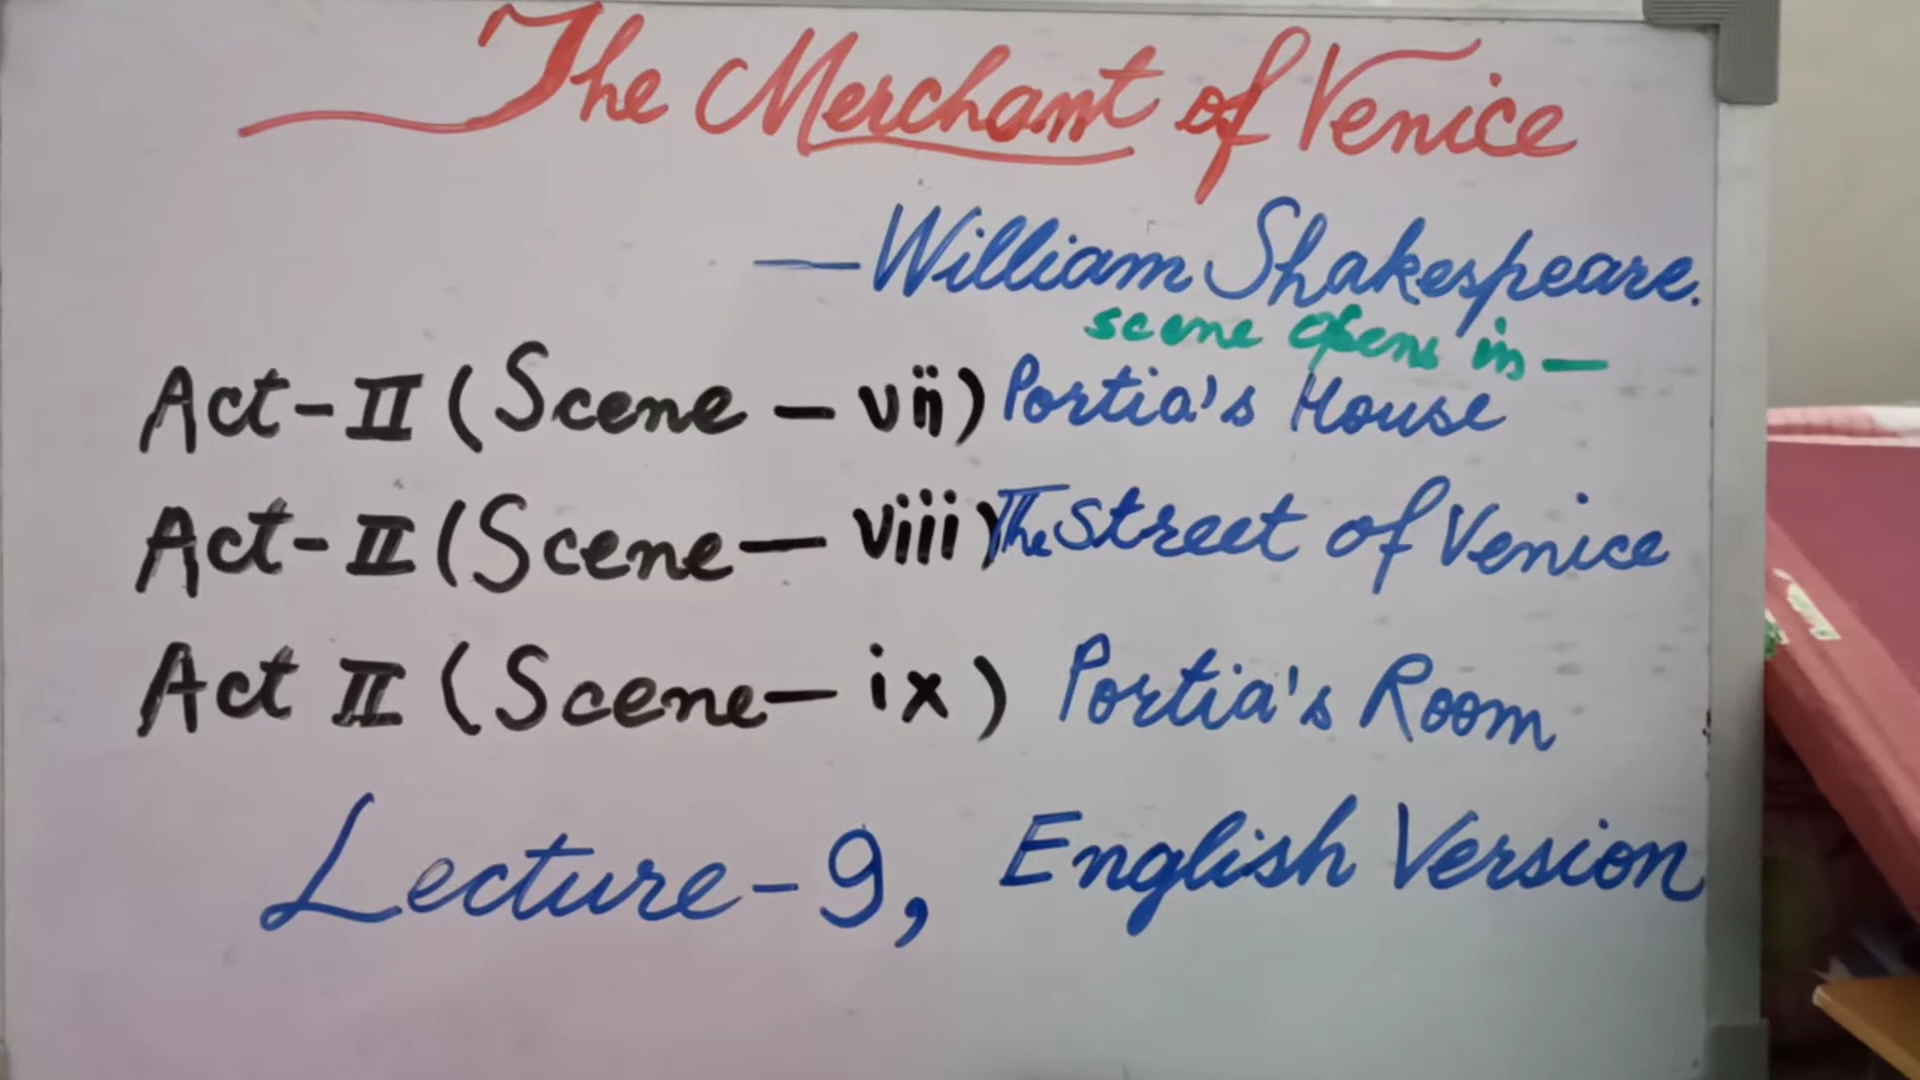 The Merchant of Venice
— William Shakespeare.
scene opens in —
Act - II (Scene - vii) Portia's House
Act - II (Scene - viii) The Street of Venice
Act II (Scene - ix) Portia's Room
Lecture - 9, English Version